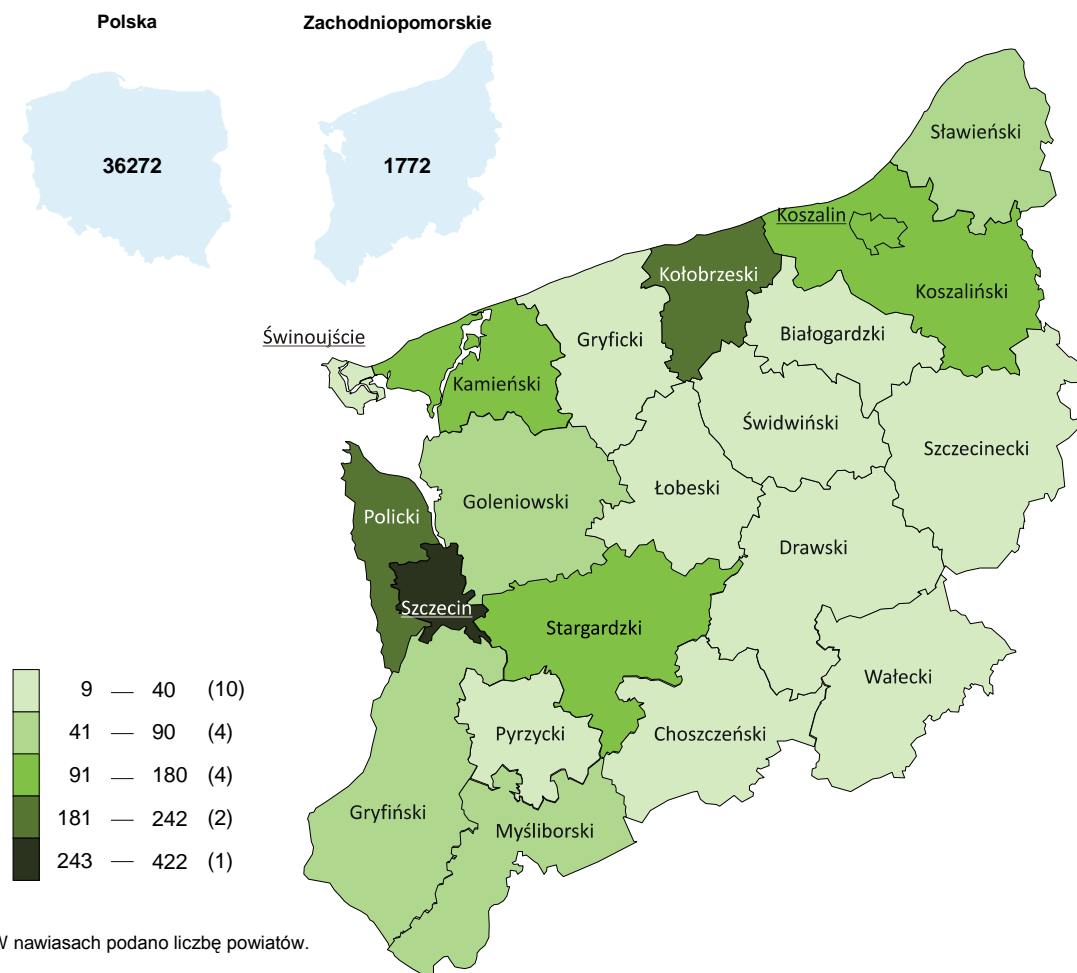 Polska
Zachodniopomorskie
36272
1772
Sławieński
Koszalin
Kołobrzeski
Koszaliński
Świnoujście
Gryficki
Białogardzki
Kamieński
Świdwiński
Szczecinecki
Goleniowski
Łobeski
Policki
Drawski
Szczecin
Stargardzki
Wałecki
Pyrzycki
Choszczeński
Gryfiński
Myśliborski
9 — 40 (10)
41 — 90 (4)
91 — 180 (4)
181 — 242 (2)
243 — 422 (1)
W nawiasach podano liczbę powiatów.